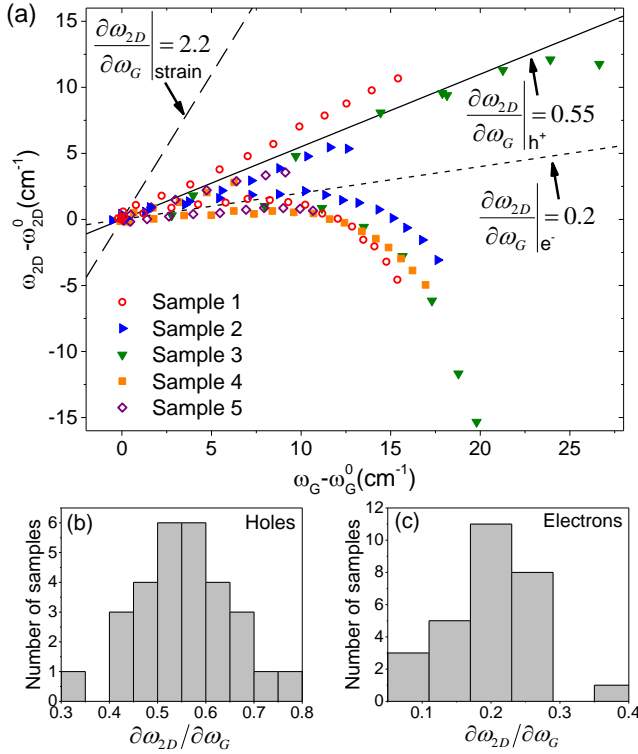 (a)
∂ω2D/∂ωG|strain = 2.2
∂ω2D/∂ωG|h+ = 0.55
∂ω2D/∂ωG|e- = 0.2
15
10
5
0
-5
-10
-15
ω2D-ω⁰2D(cm⁻¹)
Sample 1
Sample 2
Sample 3
Sample 4
Sample 5
0 5 10 15 20 25
ωG-ωG⁰(cm⁻¹)
(b)
Holes
Number of samples
6
5
4
3
2
1
0
0.3 0.4 0.5 0.6 0.7 0.8
∂ω2D/∂ωG
(c)
Electrons
Number of samples
12
10
8
6
4
2
0
0.1 0.2 0.3 0.4
∂ω2D/∂ωG